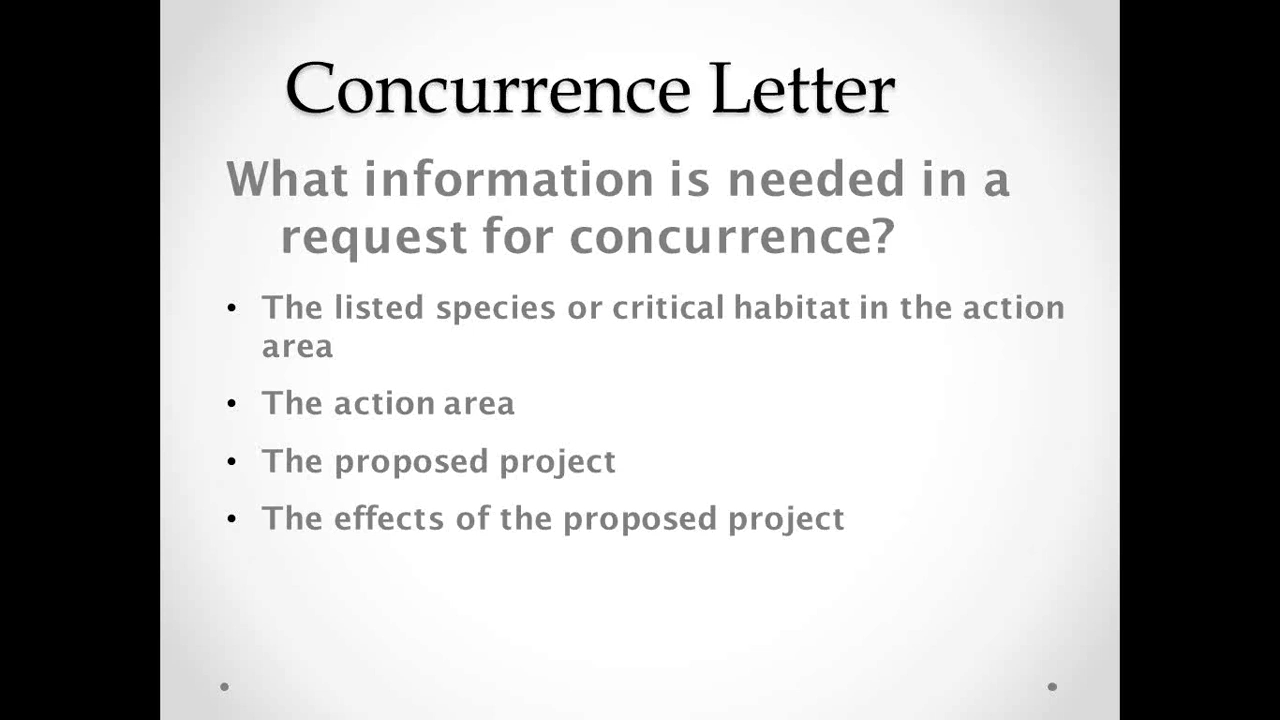 Concurrence Letter
What information is needed in a
request for concurrence?
• The listed species or critical habitat in the action
area
• The action area
• The proposed project
• The effects of the proposed project